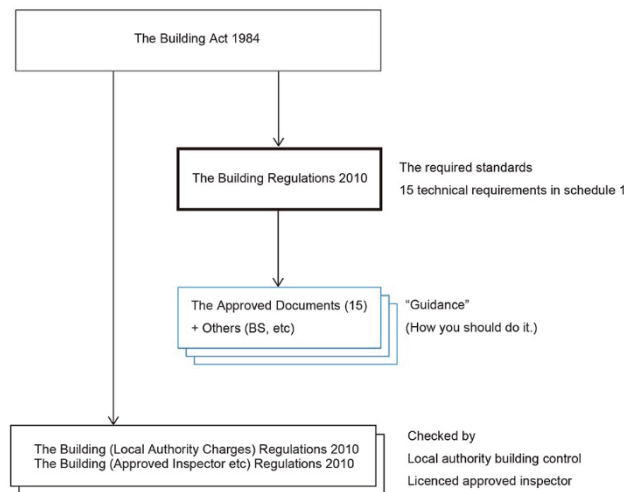 The Building Act 1984
The Building Regulations 2010
The required standards
15 technical requirements in schedule 1
The Approved Documents (15)
+ Others (BS, etc)
“Guidance”
(How you should do it.)
The Building (Local Authority Charges) Regulations 2010
The Building (Approved Inspector etc) Regulations 2010
Checked by
Local authority building control
Licenced approved inspector